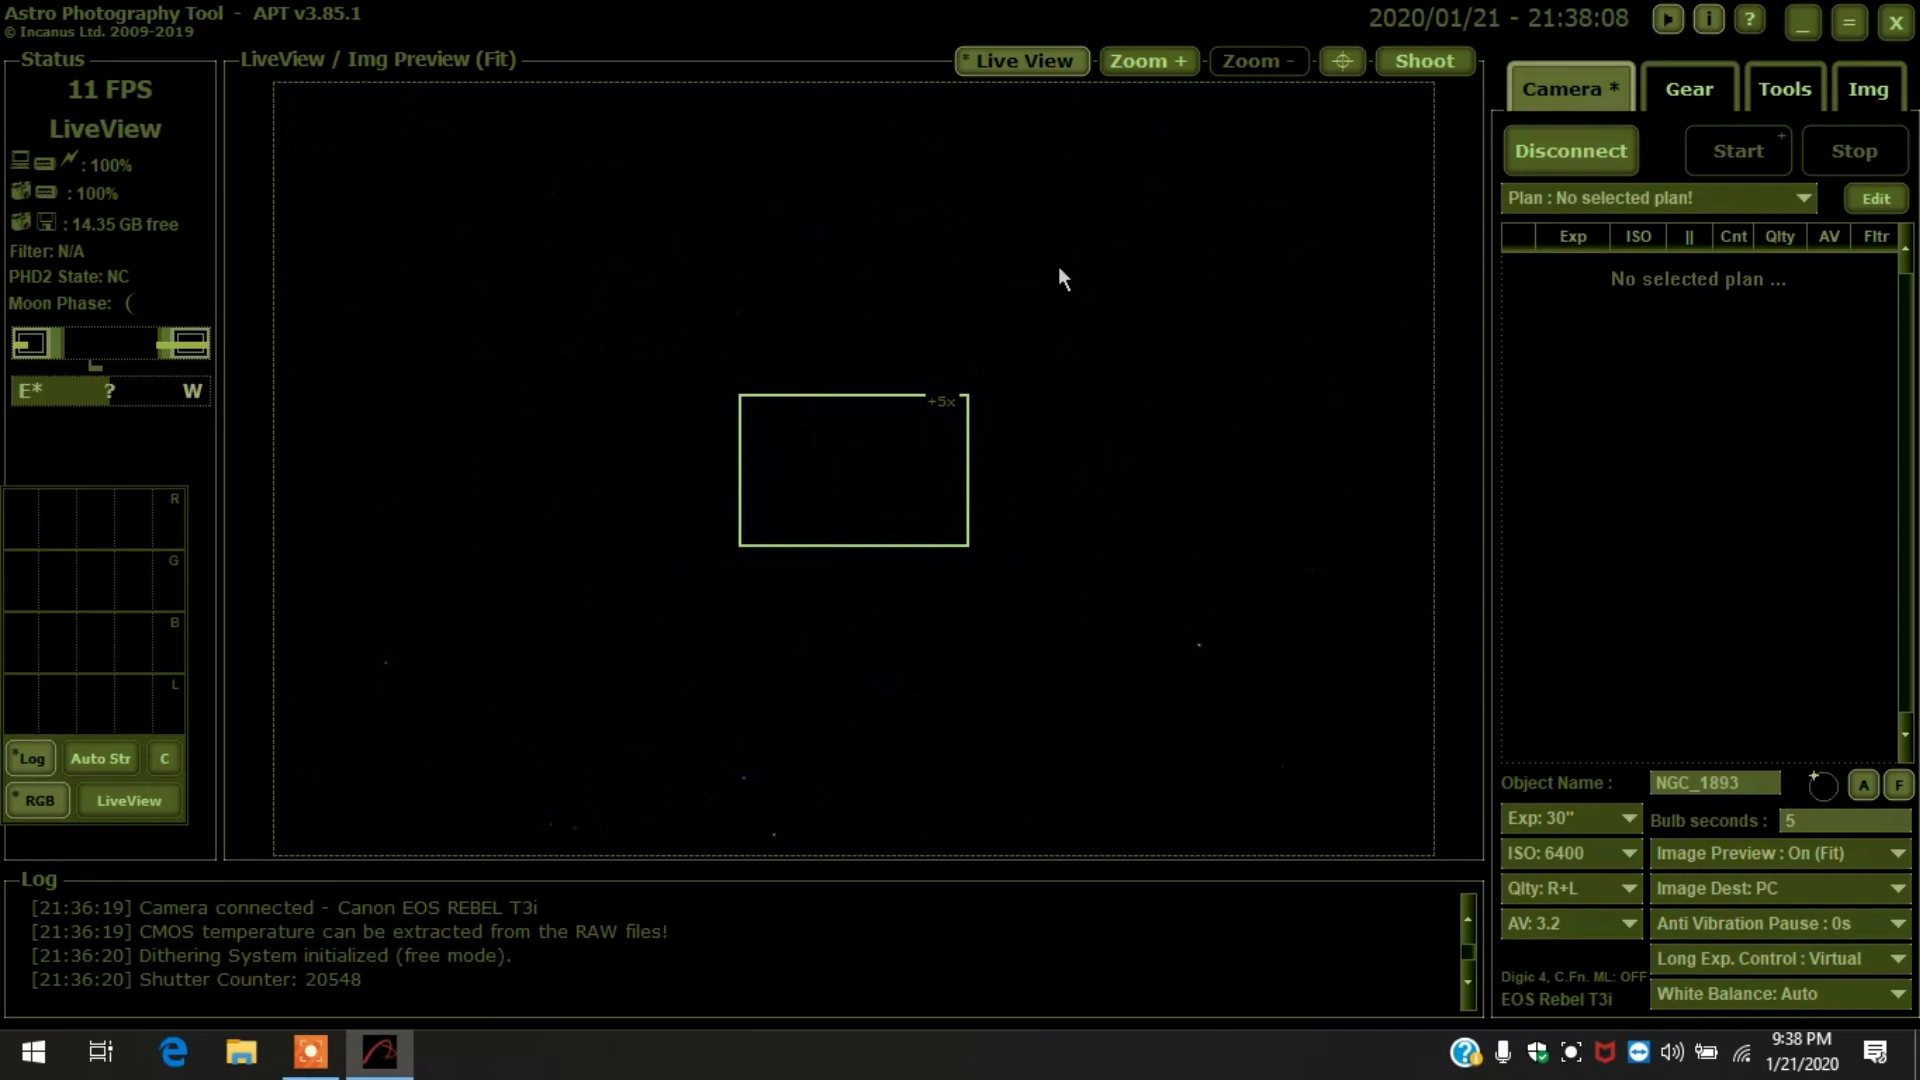 Astro Photography Tool - APT v3.85.1
© Incanus Ltd. 2009-2019
2020/01/21 - 21:38:08
i
?
_
=
X
Status
11 FPS
LiveView
: 100%
: 100%
: 14.35 GB free
Filter: N/A
PHD2 State: NC
Moon Phase: (
E* ? W
R
G
B
L
*Log
Auto Str
C
* RGB
LiveView
LiveView / Img Preview (Fit)
* Live View
Zoom +
Zoom -
Shoot
+5x
Camera *
Gear
Tools
Img
Disconnect
Start +
Stop
Plan : No selected plan!
Edit
Exp ISO || Cnt Qlty AV Fltr
No selected plan ...
Object Name : NGC_1893
A
F
Exp: 30"
Bulb seconds : 5
ISO: 6400
Image Preview : On (Fit)
Qlty: R+L
Image Dest: PC
AV: 3.2
Anti Vibration Pause : 0s
Long Exp. Control : Virtual
Digic 4, C.Fn. ML: OFF
EOS Rebel T3i
White Balance: Auto
Log
[21:36:19] Camera connected - Canon EOS REBEL T3i
[21:36:19] CMOS temperature can be extracted from the RAW files!
[21:36:20] Dithering System initialized (free mode).
[21:36:20] Shutter Counter: 20548
9:38 PM
1/21/2020